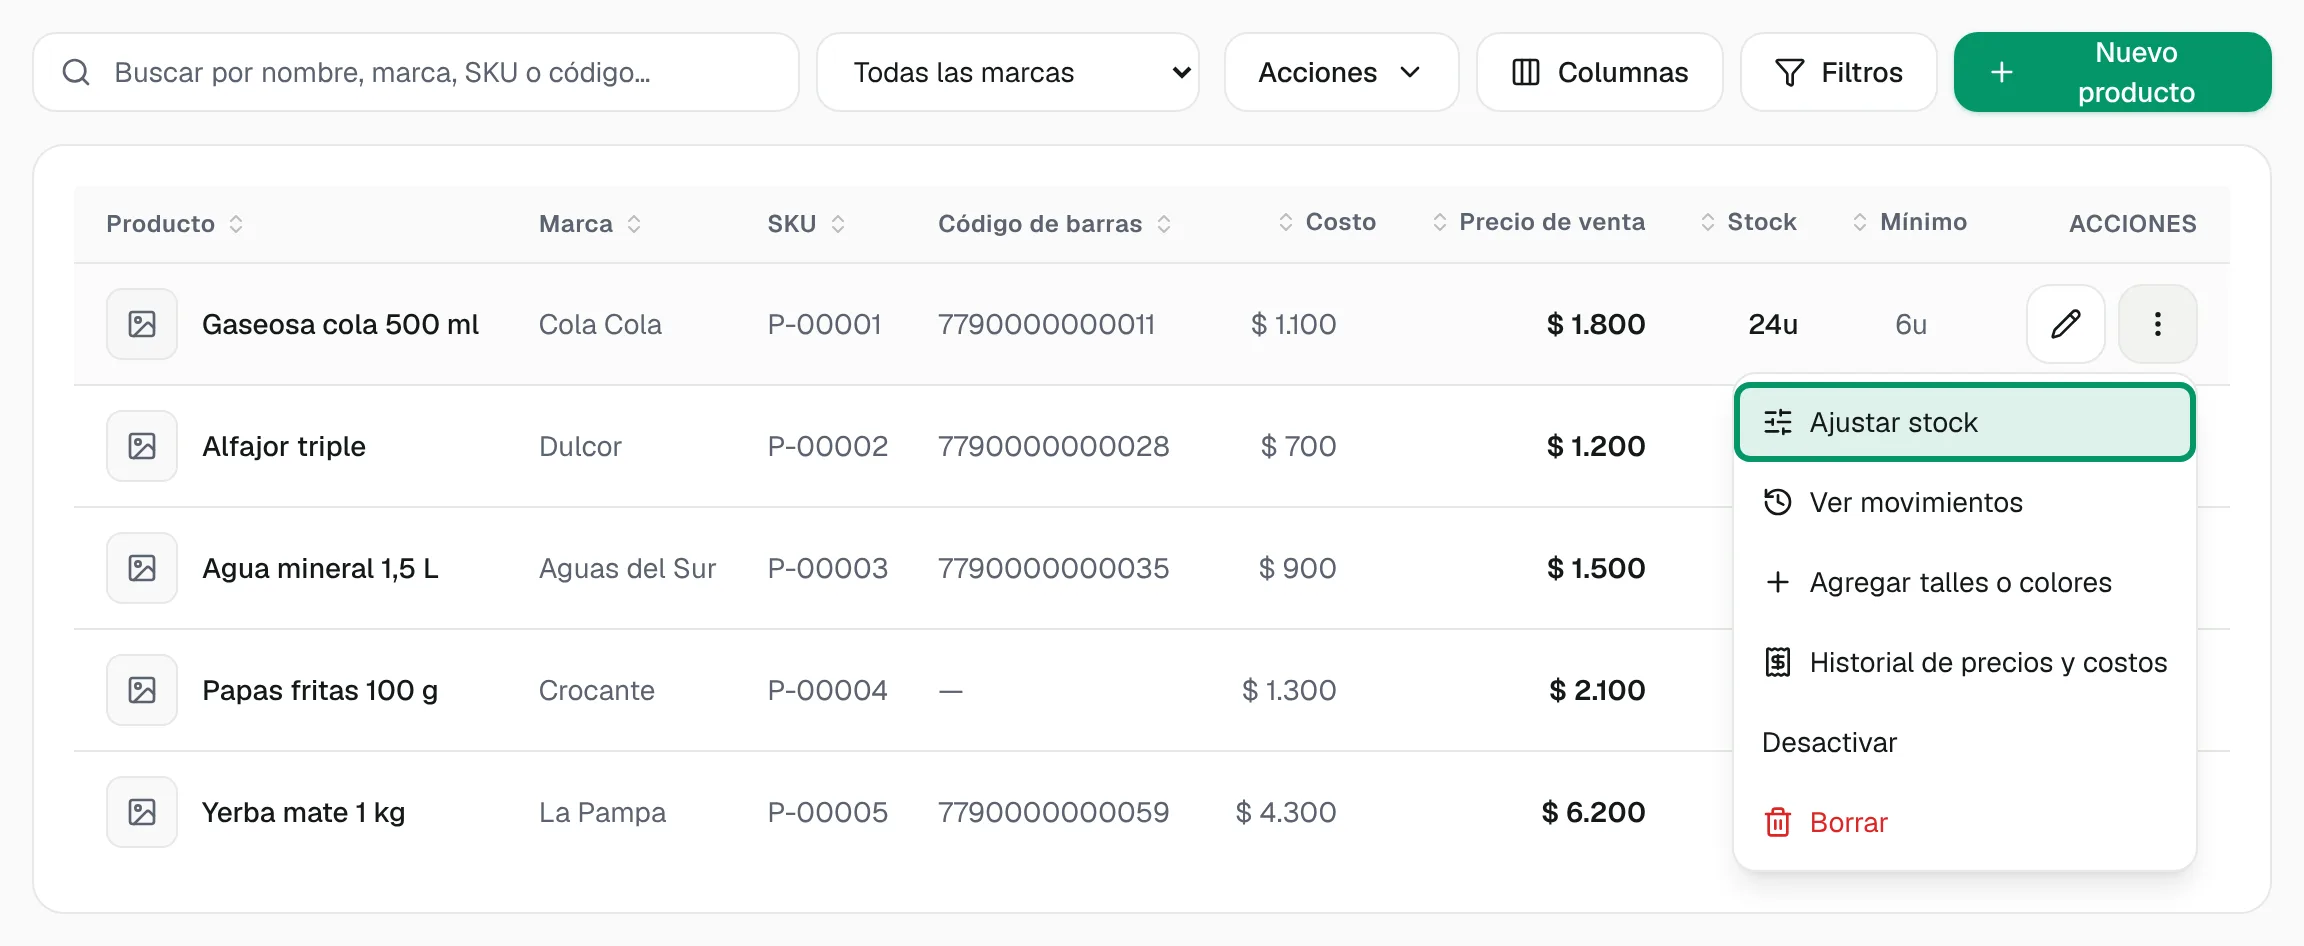 Buscar por nombre, marca, SKU o código...
Todas las marcas
Acciones
Columnas
Filtros
Nuevo
producto
Producto Marca SKU Código de barras Costo Precio de venta Stock Mínimo ACCIONES
Gaseosa cola 500 ml Cola Cola P-00001 7790000000011 $ 1.100 $ 1.800 24u 6u
Alfajor triple Dulcor P-00002 7790000000028 $ 700 $ 1.200
Agua mineral 1,5 L Aguas del Sur P-00003 7790000000035 $ 900 $ 1.500
Papas fritas 100 g Crocante P-00004 — $ 1.300 $ 2.100
Yerba mate 1 kg La Pampa P-00005 7790000000059 $ 4.300 $ 6.200
Ajustar stock
Ver movimientos
Agregar talles o colores
Historial de precios y costos
Desactivar
Borrar